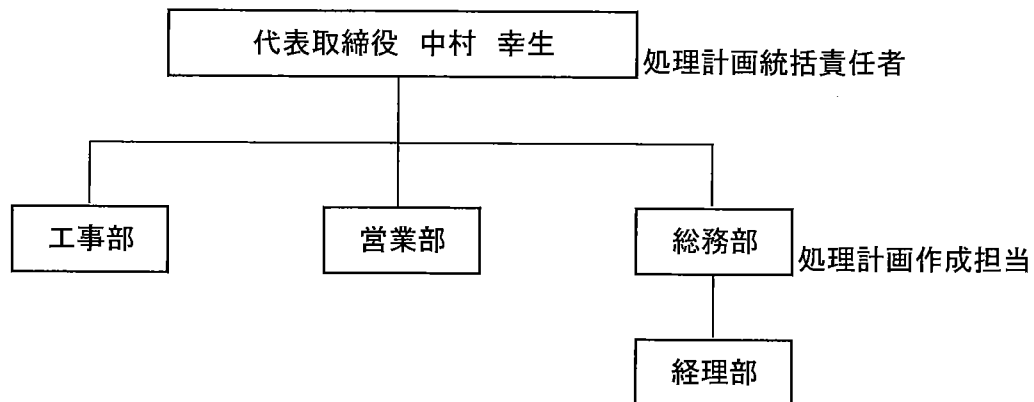 代表取締役 中村 幸生
処理計画統括責任者
工事部
営業部
総務部
処理計画作成担当
経理部